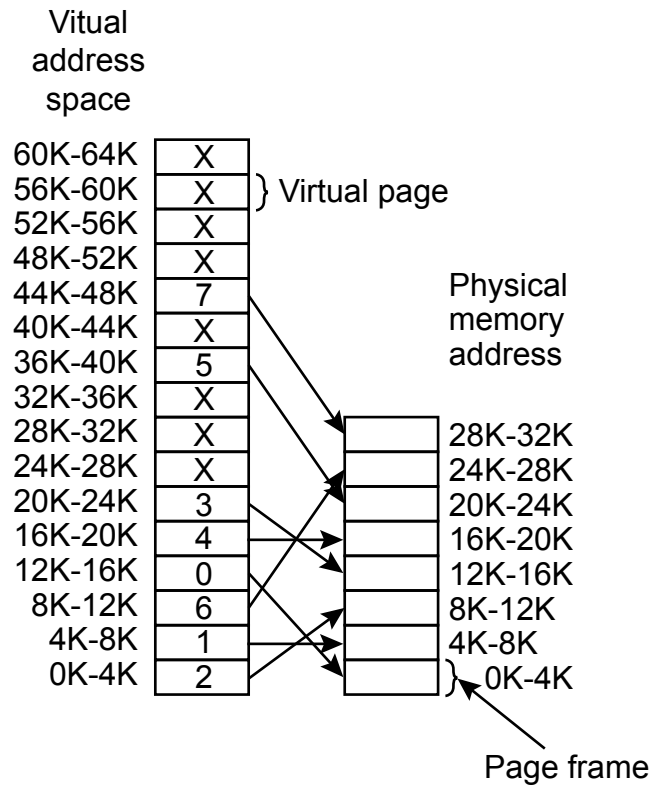 Vitual
address
space
60K-64K X
56K-60K X Virtual page
52K-56K X
48K-52K X
44K-48K 7
Physical
memory
address
40K-44K X
36K-40K 5
32K-36K X
28K-32K X 28K-32K
24K-28K X 24K-28K
20K-24K 3 20K-24K
16K-20K 4 16K-20K
12K-16K 0 12K-16K
8K-12K 6 8K-12K
4K-8K 1 4K-8K
0K-4K 2 0K-4K
Page frame